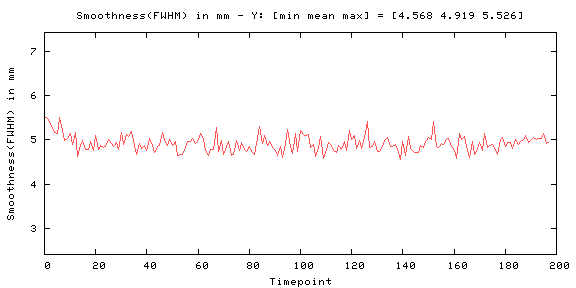 Smoothness(FWHM) in mm - Y: [min mean max] = [4.568 4.919 5.526]
7
6
5
4
3
Smoothness(FWHM) in mm
0 20 40 60 80 100 120 140 160 180 200
Timepoint